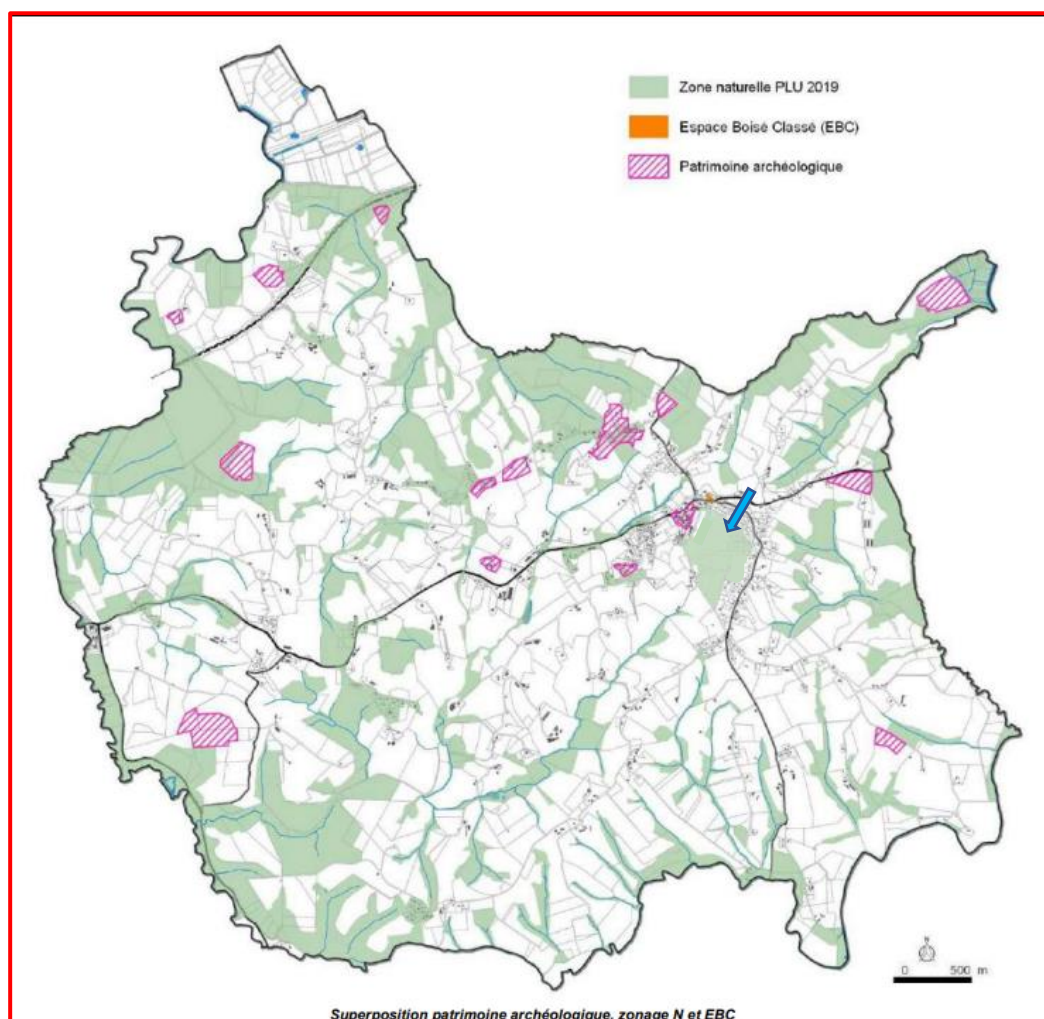 Zone naturelle PLU 2019
Espace Boisé Classé (EBC)
Patrimoine archéologique
N
0 500 m
Superposition patrimoine archéologique, zonage N et EBC